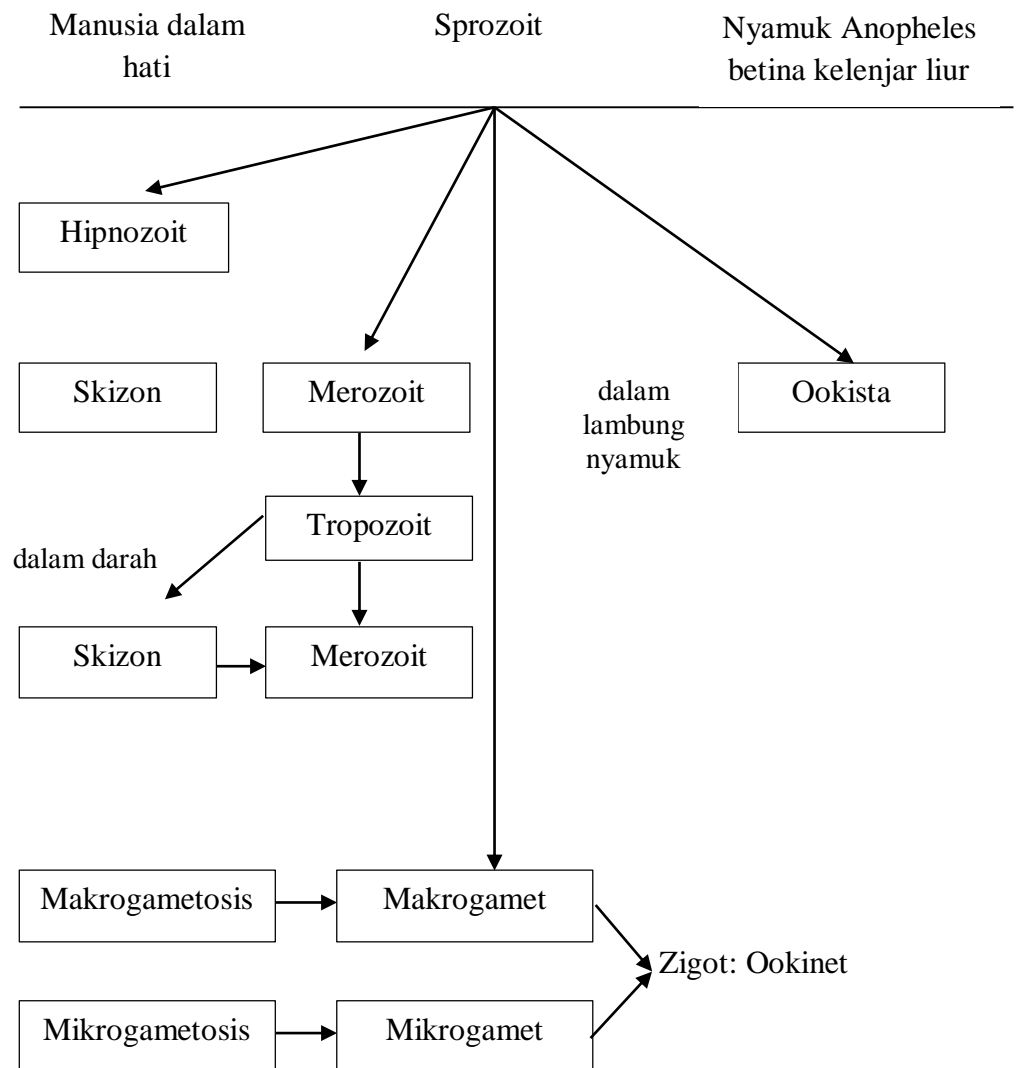 Manusia dalam
hati
Sprozoit
Nyamuk Anopheles
betina kelenjar liur
Hipnozoit
Skizon
Merozoit
dalam
lambung
nyamuk
Ookista
Tropozoit
dalam darah
Skizon
Merozoit
Makrogametosis
Makrogamet
Zigot: Ookinet
Mikrogametosis
Mikrogamet